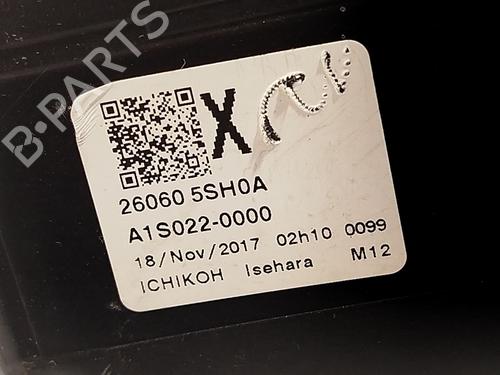 B-PARTS
X
26060 5SH0A
A1S022-0000
18/Nov/2017 02h10 0099
ICHIKOH Isehara M12